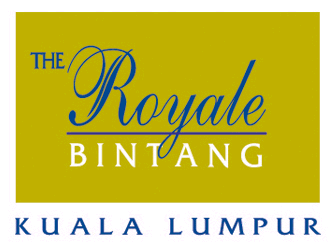 THE Royale
BINTANG
KUALA LUMPUR